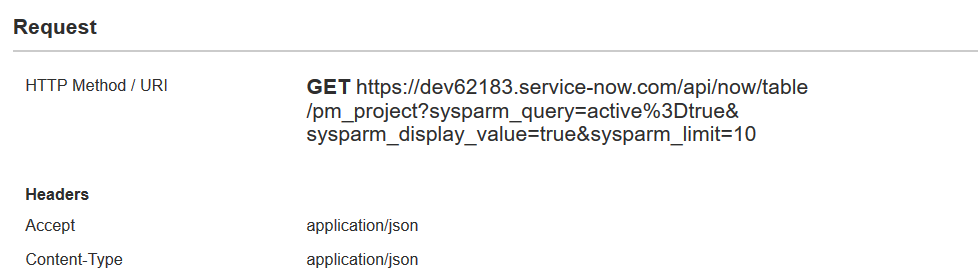 Request
HTTP Method / URI
GET https://dev62183.service-now.com/api/now/table
/pm_project?sysparm_query=active%3Dtrue&
sysparm_display_value=true&sysparm_limit=10
Headers
Accept application/json
Content-Type application/json